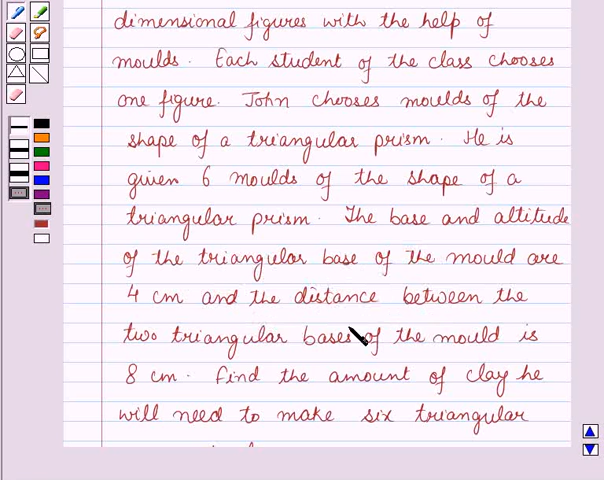 dimensional figures with the help of
moulds. Each student of the class chooses
one figure. John chooses moulds of the
shape of a triangular prism. He is
given 6 moulds of the shape of a
triangular prism. The base and altitude
of the triangular base of the mould are
4 cm and the distance between the
two triangular bases of the mould is
8 cm. Find the amount of clay he
will need to make six triangular